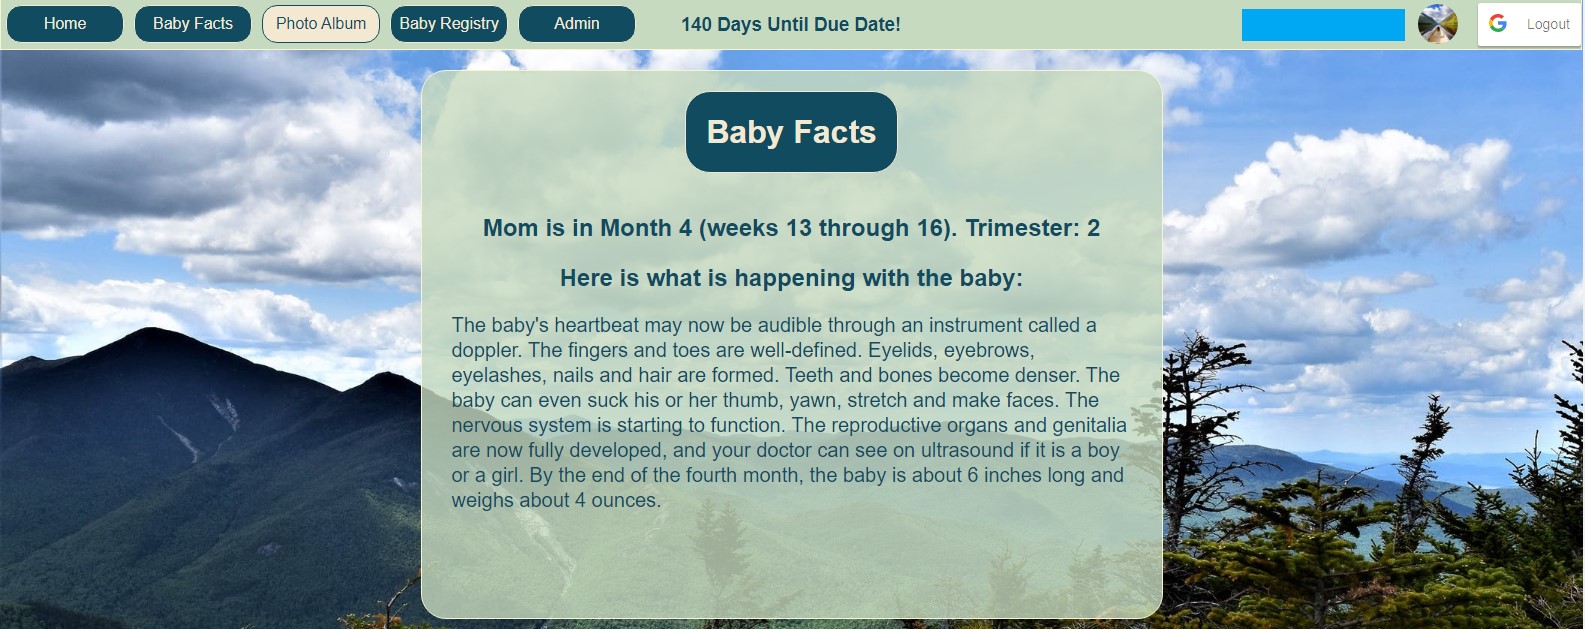 Home
Baby Facts
Photo Album
Baby Registry
Admin
140 Days Until Due Date!
Logout
Baby Facts
Mom is in Month 4 (weeks 13 through 16). Trimester: 2
Here is what is happening with the baby:
The baby's heartbeat may now be audible through an instrument called a
doppler. The fingers and toes are well-defined. Eyelids, eyebrows,
eyelashes, nails and hair are formed. Teeth and bones become denser. The
baby can even suck his or her thumb, yawn, stretch and make faces. The
nervous system is starting to function. The reproductive organs and genitalia
are now fully developed, and your doctor can see on ultrasound if it is a boy
or a girl. By the end of the fourth month, the baby is about 6 inches long and
weighs about 4 ounces.